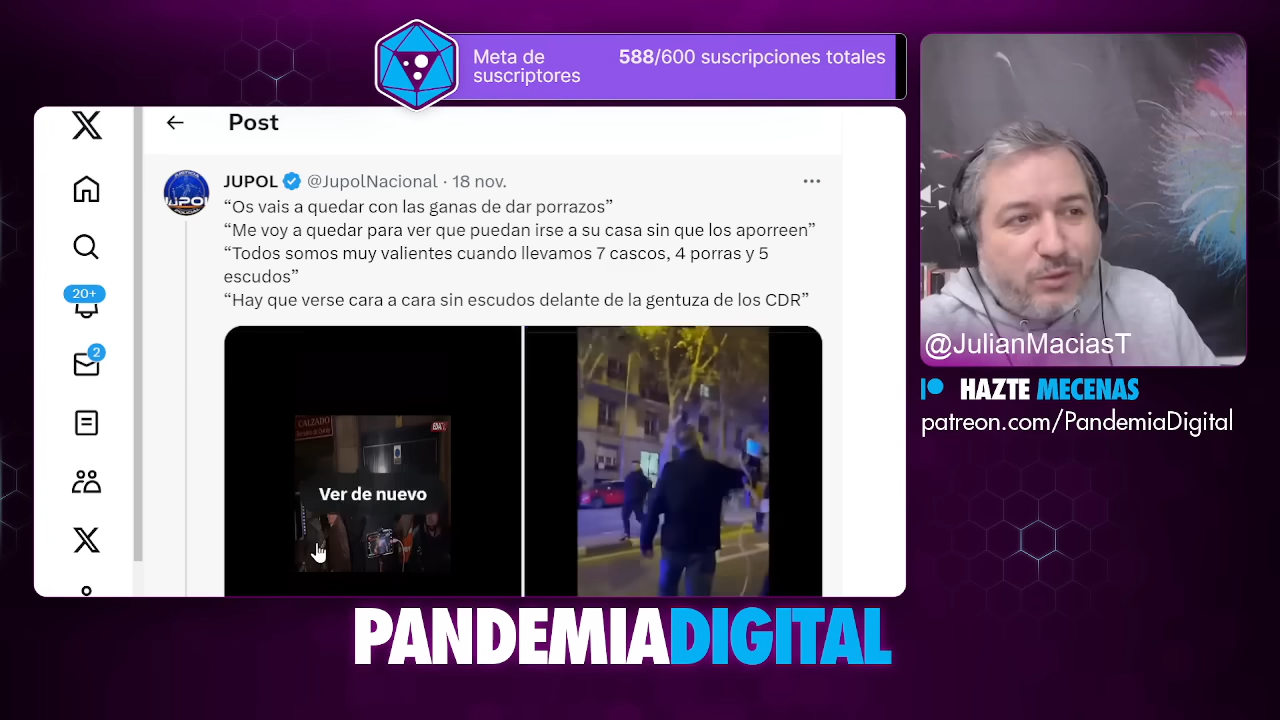 Meta de
suscriptores
588/600 suscripciones totales
Post
JUPOL @JupolNacional · 18 nov.
“Os vais a quedar con las ganas de dar porrazos”
“Me voy a quedar para ver que puedan irse a su casa sin que los aporreen”
“Todos somos muy valientes cuando llevamos 7 cascos, 4 porras y 5
escudos”
“Hay que verse cara a cara sin escudos delante de la gentuza de los CDR”
20+
2
JUPOL
CALZADO
Ver de nuevo
@JulianMaciasT
HAZTE MECENAS
patreon.com/PandemiaDigital
PANDEMIADIGITAL